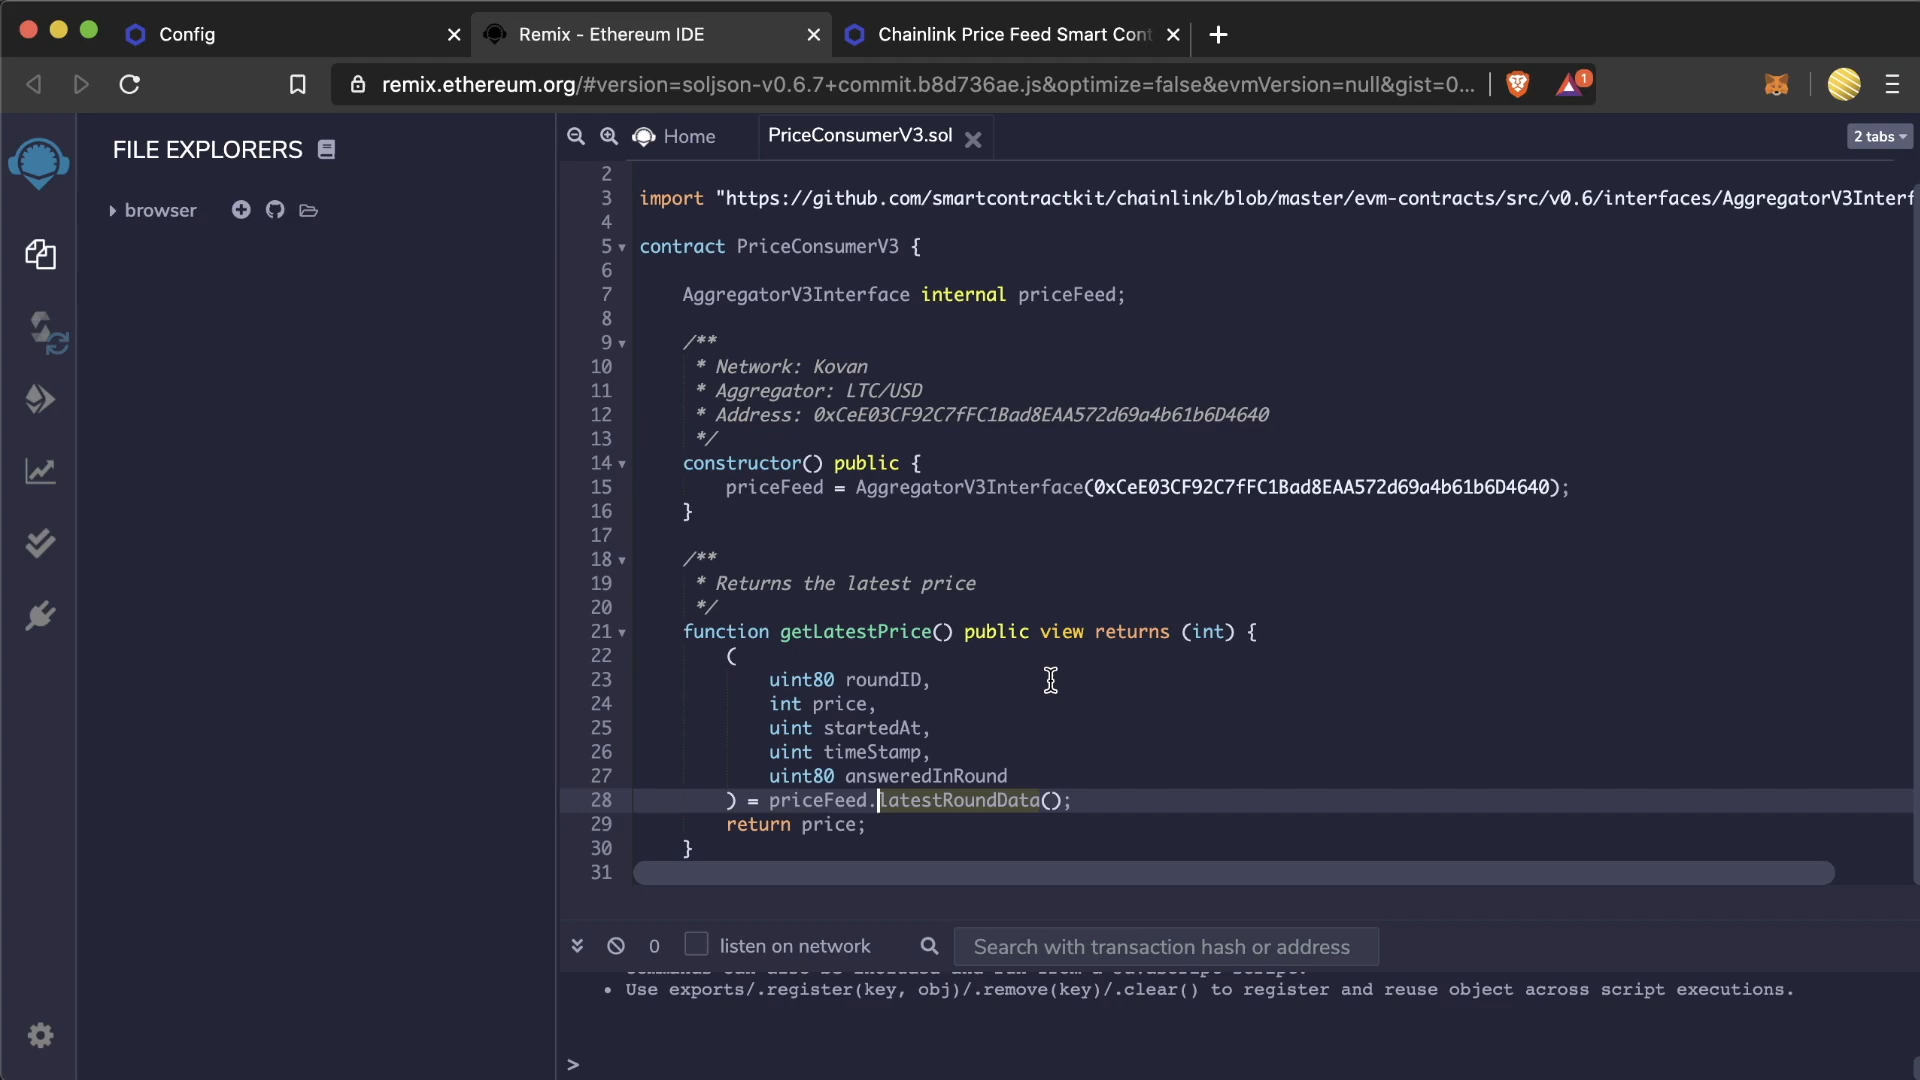 Config
Remix - Ethereum IDE
Chainlink Price Feed Smart Cont
remix.ethereum.org/#version=soljson-v0.6.7+commit.b8d736ae.js&optimize=false&evmVersion=null&gist=0...
1
FILE EXPLORERS
browser
Home
PriceConsumerV3.sol
2 tabs
2
3 import "https://github.com/smartcontractkit/chainlink/blob/master/evm-contracts/src/v0.6/interfaces/AggregatorV3Interf
4
5 contract PriceConsumerV3 {
6
7 AggregatorV3Interface internal priceFeed;
8
9 /**
10 * Network: Kovan
11 * Aggregator: LTC/USD
12 * Address: 0xCeE03CF92C7fFC1Bad8EAA572d69a4b61b6D4640
13 */
14 constructor() public {
15 priceFeed = AggregatorV3Interface(0xCeE03CF92C7fFC1Bad8EAA572d69a4b61b6D4640);
16 }
17
18 /**
19 * Returns the latest price
20 */
21 function getLatestPrice() public view returns (int) {
22 (
23 uint80 roundID,
24 int price,
25 uint startedAt,
26 uint timeStamp,
27 uint80 answeredInRound
28 ) = priceFeed.latestRoundData();
29 return price;
30 }
31
0
listen on network
Search with transaction hash or address
• Use exports/.register(key, obj)/.remove(key)/.clear() to register and reuse object across script executions.
>